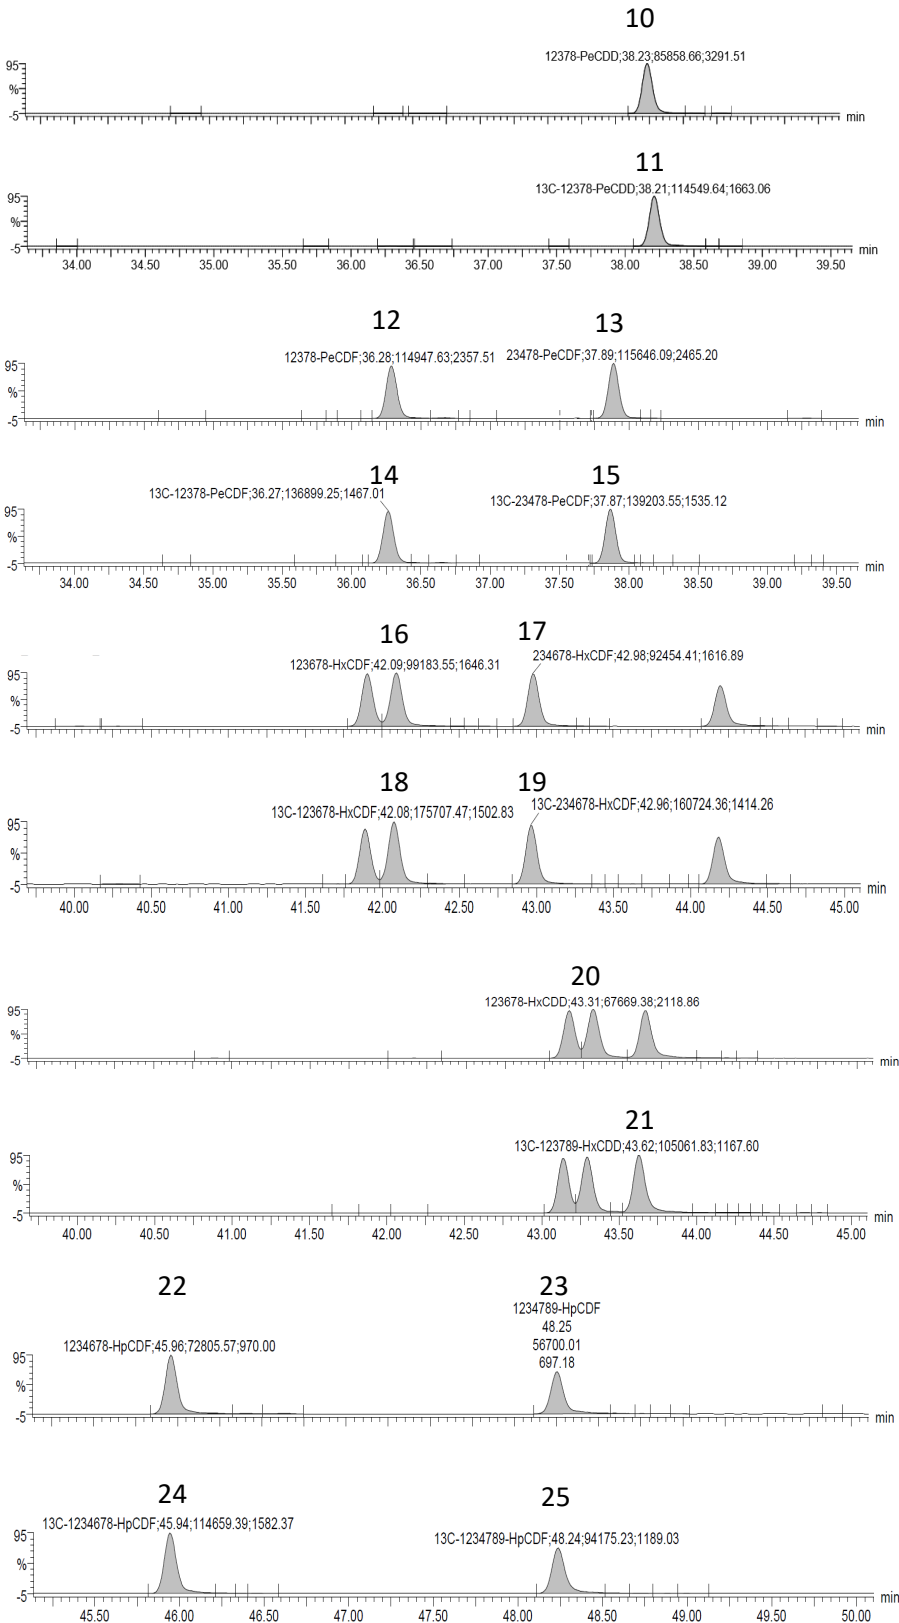 10
12378-PeCDD;38.23;85858.66;3291.51
95
%
-5
min
11
13C-12378-PeCDD;38.21;114549.64;1663.06
95
%
-5
min
34.00 34.50 35.00 35.50 36.00 36.50 37.00 37.50 38.00 38.50 39.00 39.50
12 13
12378-PeCDF;36.28;114947.63;2357.51 23478-PeCDF;37.89;115646.09;2465.20
95
%
-5
min
14 15
13C-12378-PeCDF;36.27;136899.25;1467.01 13C-23478-PeCDF;37.87;139203.55;1535.12
95
%
-5
min
34.00 34.50 35.00 35.50 36.00 36.50 37.00 37.50 38.00 38.50 39.00 39.50
16 17
123678-HxCDF;42.09;99183.55;1646.31 234678-HxCDF;42.98;92454.41;1616.89
95
%
-5
min
18 19
13C-123678-HxCDF;42.08;175707.47;1502.83 13C-234678-HxCDF;42.96;160724.36;1414.26
95
%
-5
min
40.00 40.50 41.00 41.50 42.00 42.50 43.00 43.50 44.00 44.50 45.00
20
123678-HxCDD;43.31;67669.38;2118.86
95
%
-5
min
21
13C-123789-HxCDD;43.62;105061.83;1167.60
95
%
-5
min
40.00 40.50 41.00 41.50 42.00 42.50 43.00 43.50 44.00 44.50 45.00
22 23
1234789-HpCDF
48.25
56700.01
697.18
1234678-HpCDF;45.96;72805.57;970.00
95
%
-5
min
24 25
13C-1234678-HpCDF;45.94;114659.39;1582.37 13C-1234789-HpCDF;48.24;94175.23;1189.03
95
%
-5
min
45.50 46.00 46.50 47.00 47.50 48.00 48.50 49.00 49.50 50.00